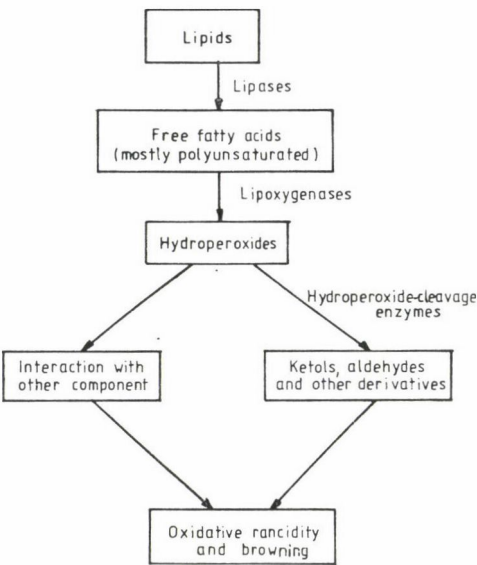 Lipids
Lipases
Free fatty acids
(mostly polyunsaturated)
Lipoxygenases
Hydroperoxides
Hydroperoxide-cleavage
enzymes
Interaction with
other component
Ketols, aldehydes
and other derivatives
Oxidative rancidity
and browning